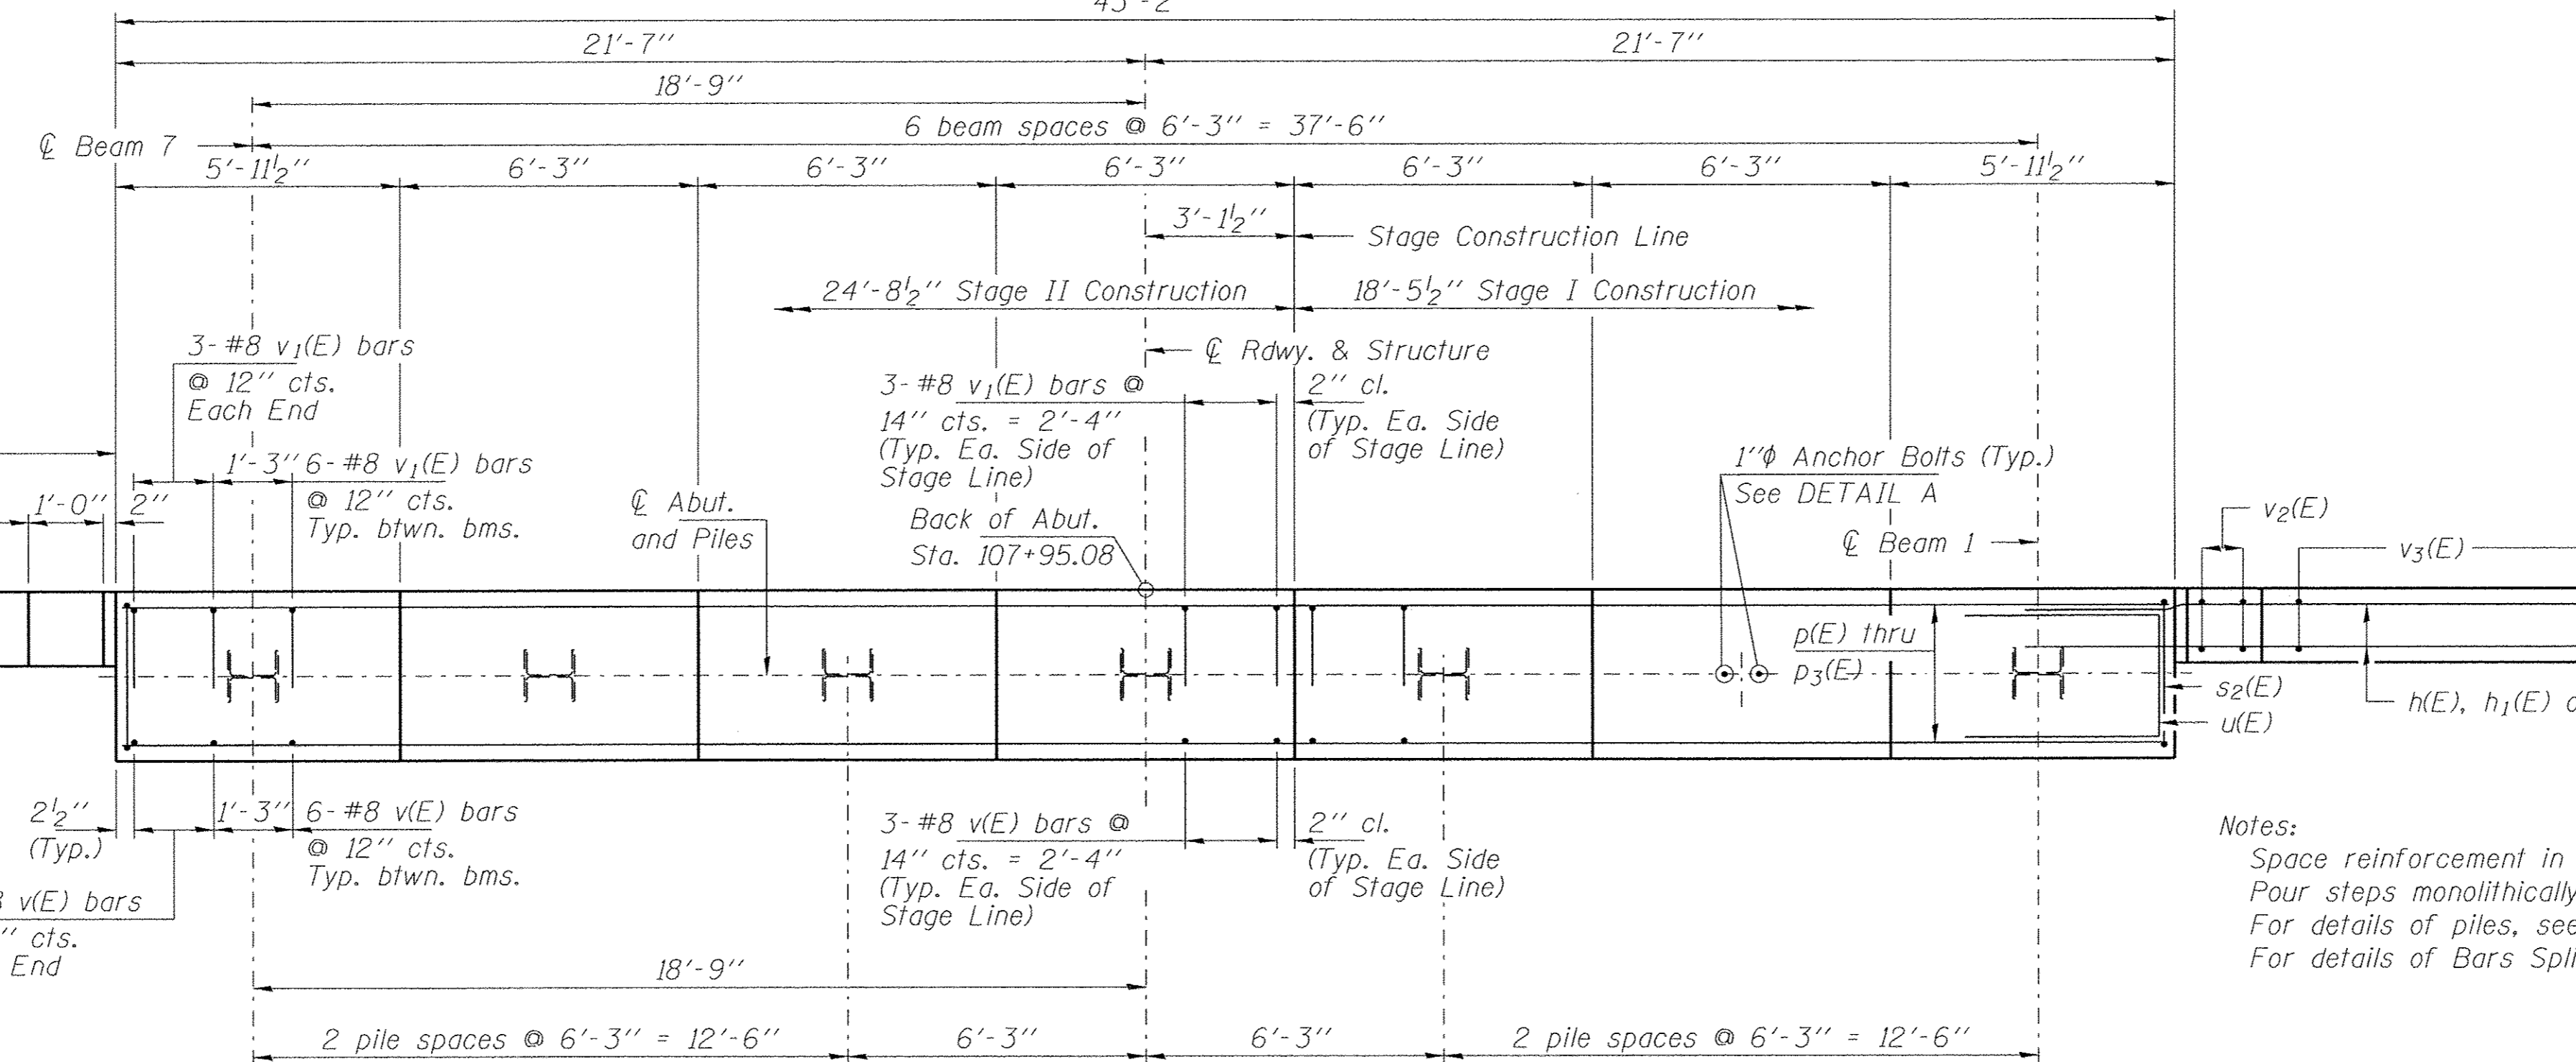 43'-2"
21'-7" 21'-7"
18'-9"
6 beam spaces @ 6'-3" = 37'-6"
℄ Beam 7
5'-11½" 6'-3" 6'-3" 6'-3" 6'-3" 6'-3" 5'-11½"
3'-1½" Stage Construction Line
24'-8½" Stage II Construction 18'-5½" Stage I Construction
℄ Rdwy. & Structure
3-#8 v1(E) bars
@ 12" cts.
Each End
3-#8 v1(E) bars @
14" cts. = 2'-4"
(Typ. Ea. Side of
Stage Line)
2" cl.
(Typ. Ea. Side
of Stage Line)
1'-3" 6-#8 v1(E) bars
@ 12" cts.
Typ. btwn. bms.
1'-0" 2"
℄ Abut.
and Piles
Back of Abut.
Sta. 107+95.08
1"ϕ Anchor Bolts (Typ.)
See DETAIL A
℄ Beam 1
v2(E)
v3(E)
p(E) thru
p3(E)
s2(E)
u(E)
h(E), h1(E)
2½"
(Typ.)
1'-3" 6-#8 v(E) bars
@ 12" cts.
Typ. btwn. bms.
v(E) bars
cts.
End
3-#8 v(E) bars @
14" cts. = 2'-4"
(Typ. Ea. Side of
Stage Line)
2" cl.
(Typ. Ea. Side
of Stage Line)
Notes:
Space reinforcement in
Pour steps monolithically
For details of piles, see
For details of Bars
18'-9"
2 pile spaces @ 6'-3" = 12'-6" 6'-3" 6'-3" 2 pile spaces @ 6'-3" = 12'-6"